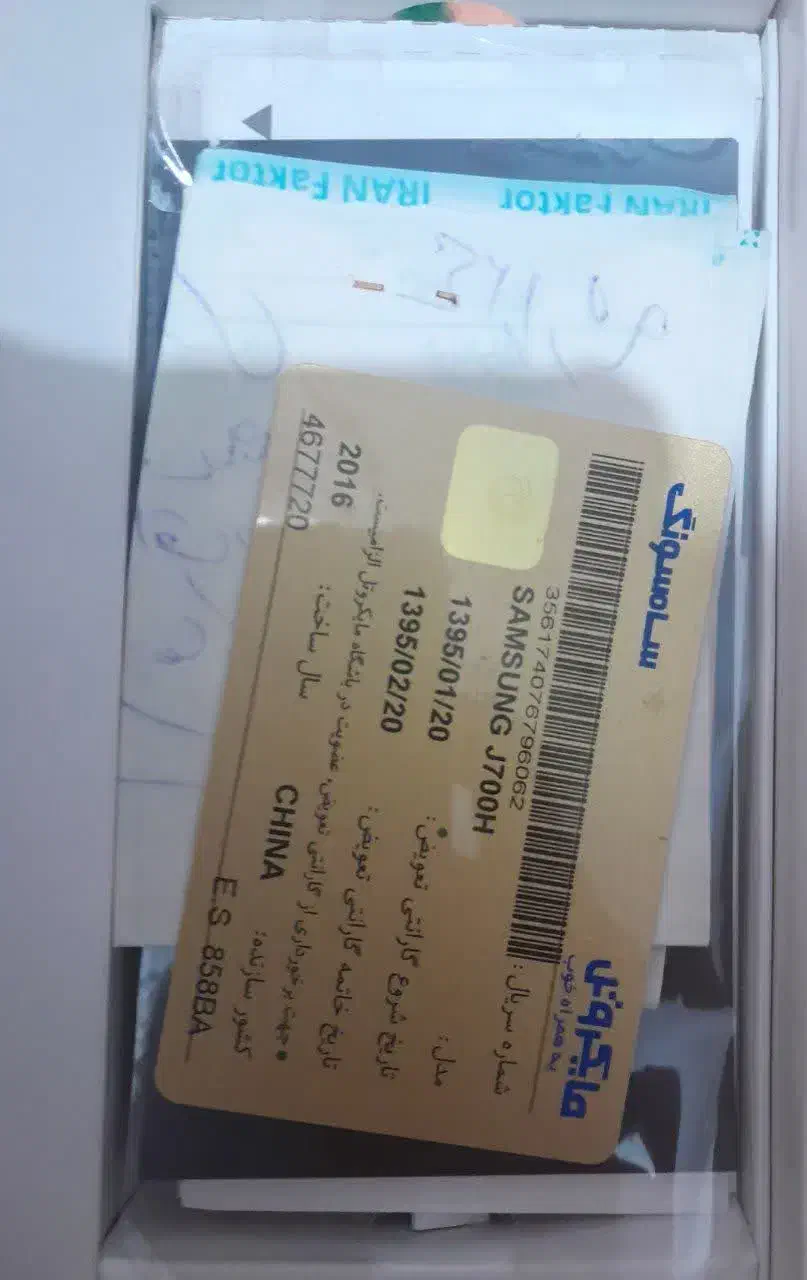 IRAN Faktor IRAN Faktor
سامسونگ
مایکروتل
یه همراه خوب
شماره سریال:
356174076796062
مدل: SAMSUNG J700H
تاریخ شروع گارانتی تعویض: 1395/01/20
تاریخ خاتمه گارانتی تعویض: 1395/02/20
جهت برخورداری از گارانتی تعویض، عضویت در باشگاه مایکروتل الزامیست.
کشور سازنده: CHINA سال ساخت: 2016
E.S 858BA 4677720